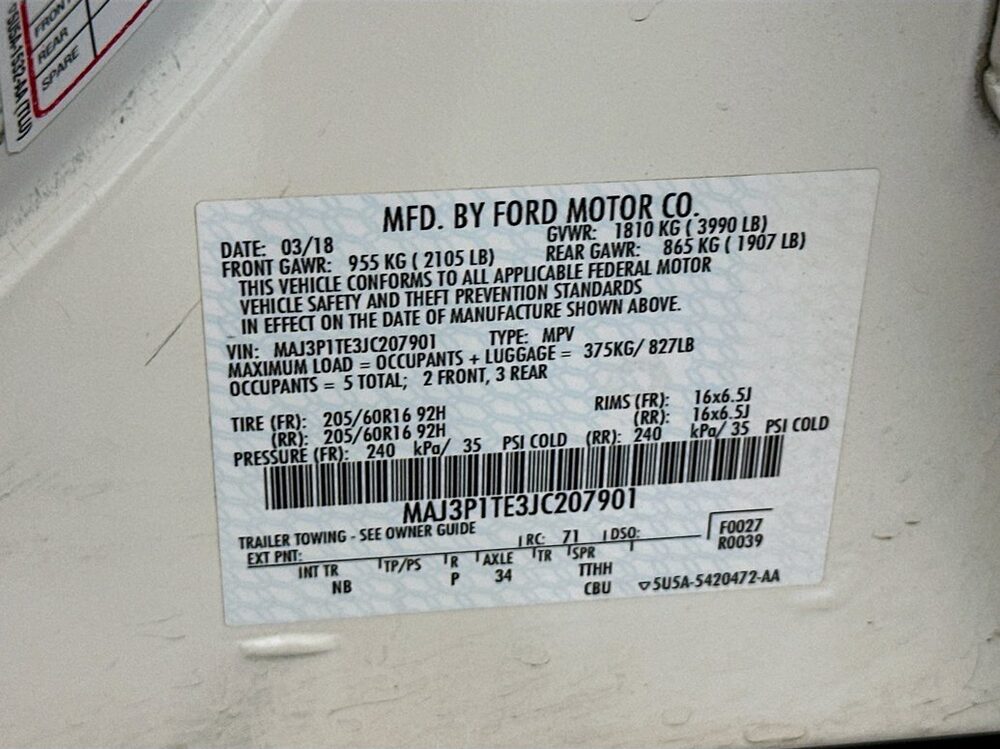 5U5A-1532-AA (TLU)
FRONT
REAR
SPARE
MFD. BY FORD MOTOR CO.
DATE: 03/18 GVWR: 1810 KG ( 3990 LB)
FRONT GAWR: 955 KG ( 2105 LB) REAR GAWR: 865 KG ( 1907 LB)
THIS VEHICLE CONFORMS TO ALL APPLICABLE FEDERAL MOTOR
VEHICLE SAFETY AND THEFT PREVENTION STANDARDS
IN EFFECT ON THE DATE OF MANUFACTURE SHOWN ABOVE.
VIN: MAJ3P1TE3JC207901 TYPE: MPV
MAXIMUM LOAD = OCCUPANTS + LUGGAGE = 375KG/ 827LB
OCCUPANTS = 5 TOTAL; 2 FRONT, 3 REAR
TIRE (FR): 205/60R16 92H RIMS (FR): 16x6.5J
(RR): 205/60R16 92H (RR): 16x6.5J
PRESSURE (FR): 240 kPa/ 35 PSI COLD (RR): 240 kPa/ 35 PSI COLD
MAJ3P1TE3JC207901
TRAILER TOWING - SEE OWNER GUIDE
EXT PNT: RC: 71 DSO: F0027
R0039
INT TR TP/PS R AXLE TR SPR
NB P 34 TTHH
CBU 5U5A-5420472-AA